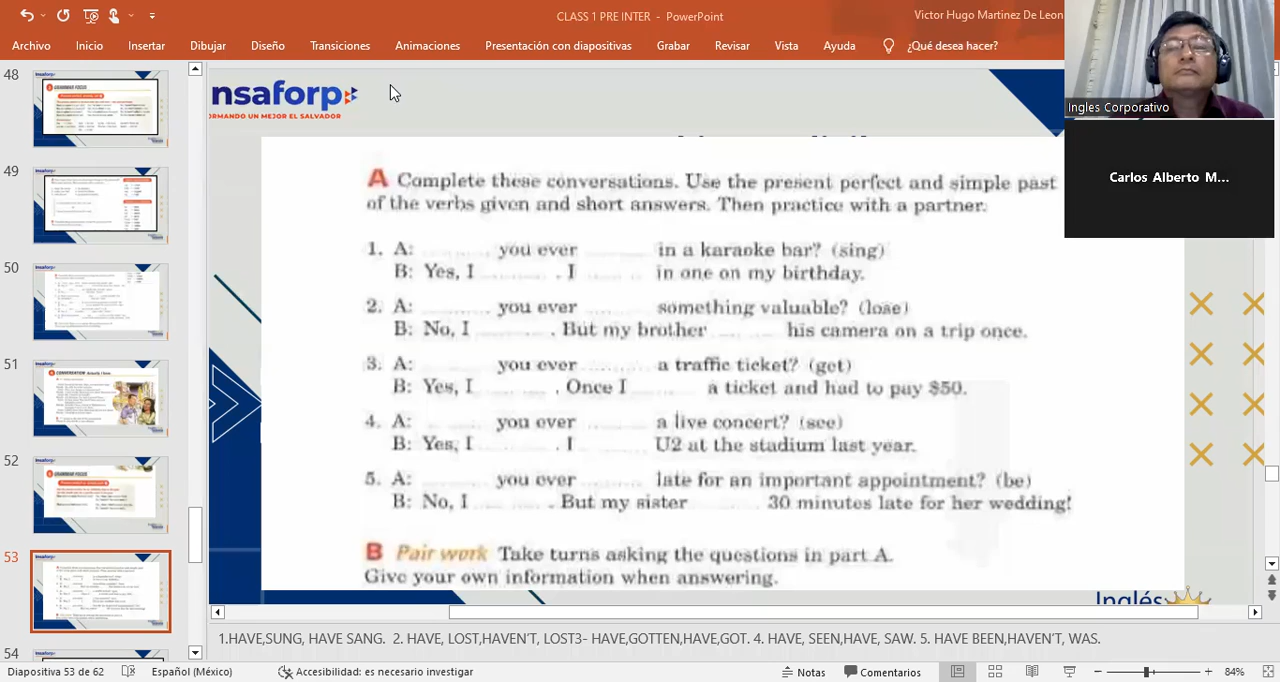 CLASS 1 PRE INTER - PowerPoint
Victor Hugo Martinez De Leon
Archivo Inicio Insertar Dibujar Diseño Transiciones Animaciones Presentación con diapositivas Grabar Revisar Vista Ayuda ¿Qué desea hacer?
Ingles Corporativo
Carlos Alberto M...
48
49
50
51
52
53
54
nsaforp
ORMANDO UN MEJOR EL SALVADOR
A Complete these conversations. Use the present perfect and simple past
of the verbs given and short answers. Then practice with a partner.
1. A: ........ you ever ........ in a karaoke bar? (sing)
B: Yes, I ........ . I ........ in one on my birthday.
2. A: ........ you ever ........ something valuable? (lose)
B: No, I ........ . But my brother ........ his camera on a trip once.
3. A: ........ you ever ........ a traffic ticket? (get)
B: Yes, I ........ . Once I ........ a ticket and had to pay $50.
4. A: ........ you ever ........ a live concert? (see)
B: Yes, I ........ . I ........ U2 at the stadium last year.
5. A: ........ you ever ........ late for an important appointment? (be)
B: No, I ........ . But my sister ........ 30 minutes late for her wedding!
B Pair work Take turns asking the questions in part A.
Give your own information when answering.
Inglés
1.HAVE,SUNG, HAVE SANG. 2. HAVE, LOST,HAVEN'T, LOST3- HAVE,GOTTEN,HAVE,GOT. 4. HAVE, SEEN,HAVE, SAW. 5. HAVE BEEN,HAVEN'T, WAS.
Diapositiva 53 de 62 Español (México) Accesibilidad: es necesario investigar Notas Comentarios 84%